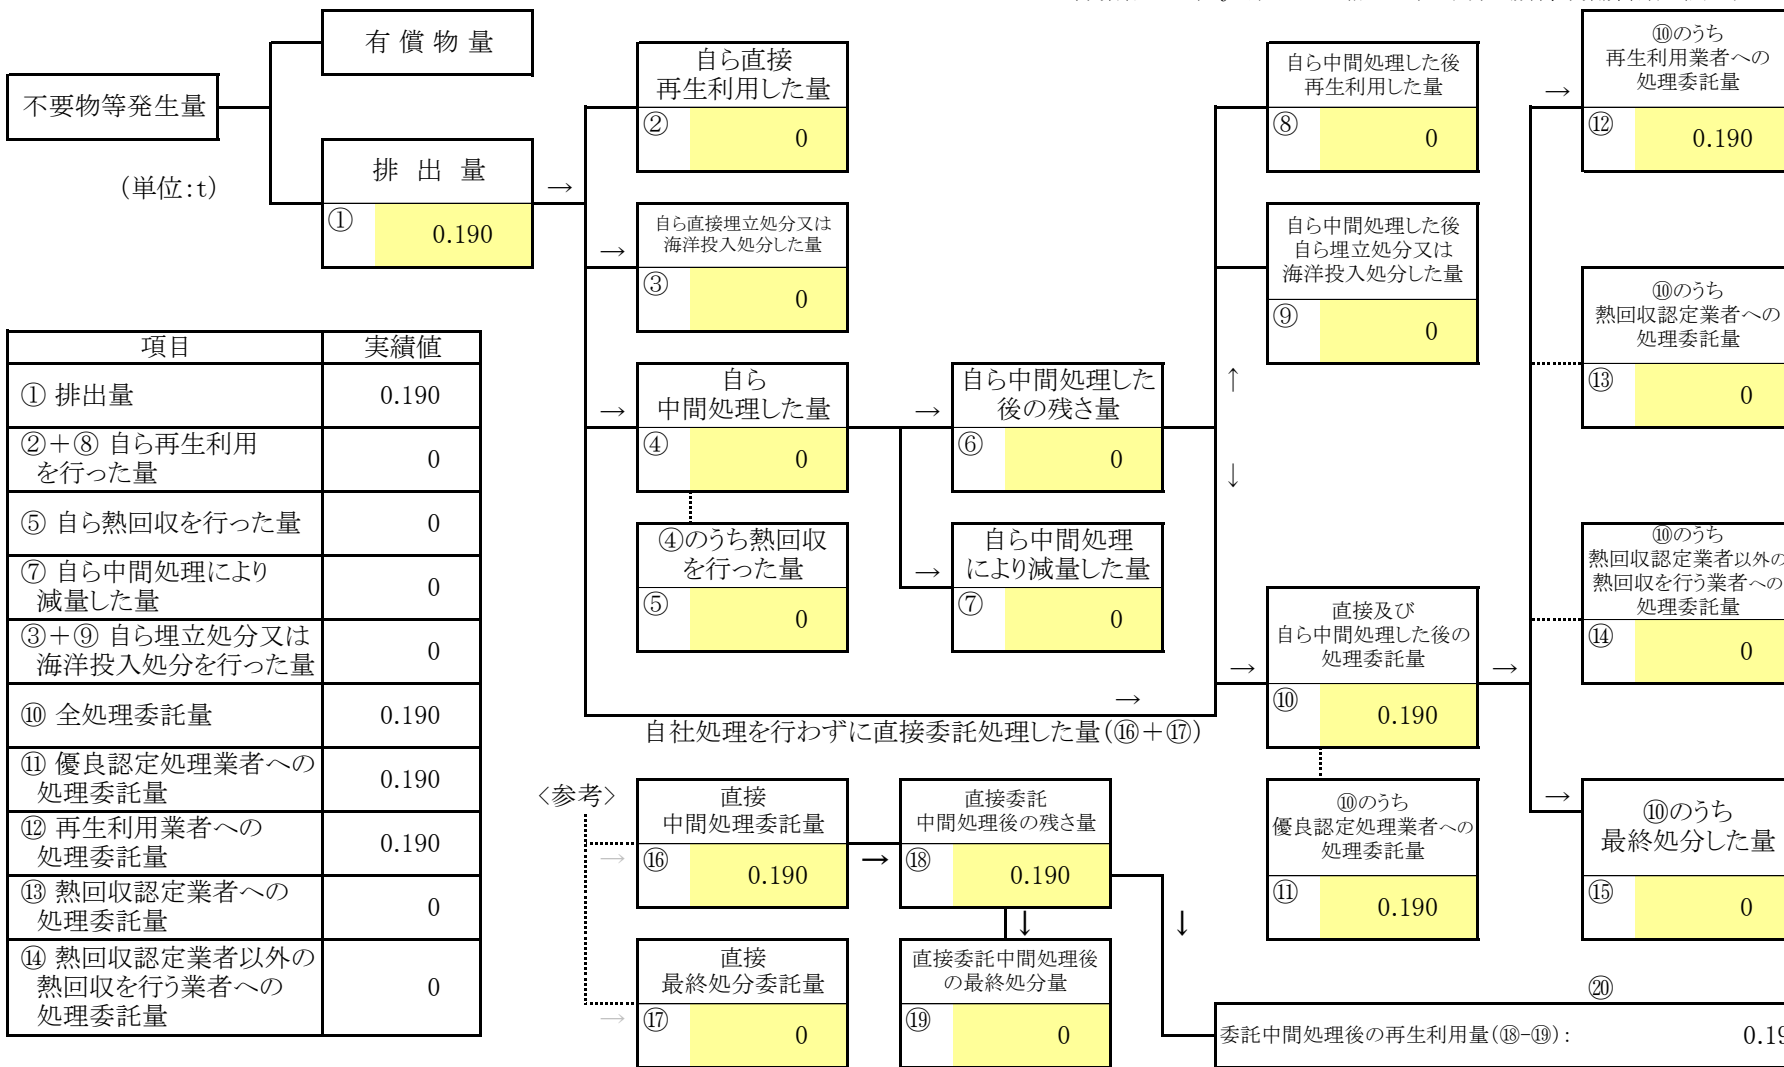 有 償 物 量
不要物等発生量
(単位:t)
排 出 量
→
① 0.190
自ら直接
再生利用した量
② 0
自ら直接埋立処分又は
海洋投入処分した量
→
③ 0
自ら
中間処理した量
→
④ 0
④のうち熱回収
を行った量
⑤ 0
自ら中間処理した
後の残さ量
→
⑥ 0
自ら中間処理
により減量した量
→
⑦ 0
自ら中間処理した後
再生利用した量
⑧ 0
自ら中間処理した後
自ら埋立処分又は
海洋投入処分した量
⑨ 0
↑
↓
直接及び
自ら中間処理した後の
処理委託量
→
⑩ 0.190
⑩のうち
優良認定処理業者への
処理委託量
⑪ 0.190
→
⑩のうち
再生利用業者への
処理委託量
→
⑫ 0.190
⑩のうち
熱回収認定業者への
処理委託量
⑬ 0
⑩のうち
熱回収認定業者以外の
熱回収を行う業者への
処理委託量
⑭ 0
⑩のうち
最終処分した量
→
⑮ 0
→
自社処理を行わずに直接委託処理した量(⑯+⑰)
項目 実績値
① 排出量 0.190
②+⑧ 自ら再生利用
を行った量 0
⑤ 自ら熱回収を行った量 0
⑦ 自ら中間処理により
減量した量 0
③+⑨ 自ら埋立処分又は
海洋投入処分を行った量 0
⑩ 全処理委託量 0.190
⑪ 優良認定処理業者への
処理委託量 0.190
⑫ 再生利用業者への
処理委託量 0.190
⑬ 熱回収認定業者への
処理委託量 0
⑭ 熱回収認定業者以外の
熱回収を行う業者への
処理委託量 0
〈参考〉
直接
中間処理委託量
→
⑯ 0.190
直接
最終処分委託量
→
⑰ 0
直接委託
中間処理後の残さ量
→
⑱ 0.190
↓
直接委託中間処理後
の最終処分量
⑲ 0
↓
⑳
委託中間処理後の再生利用量(⑱-⑲):